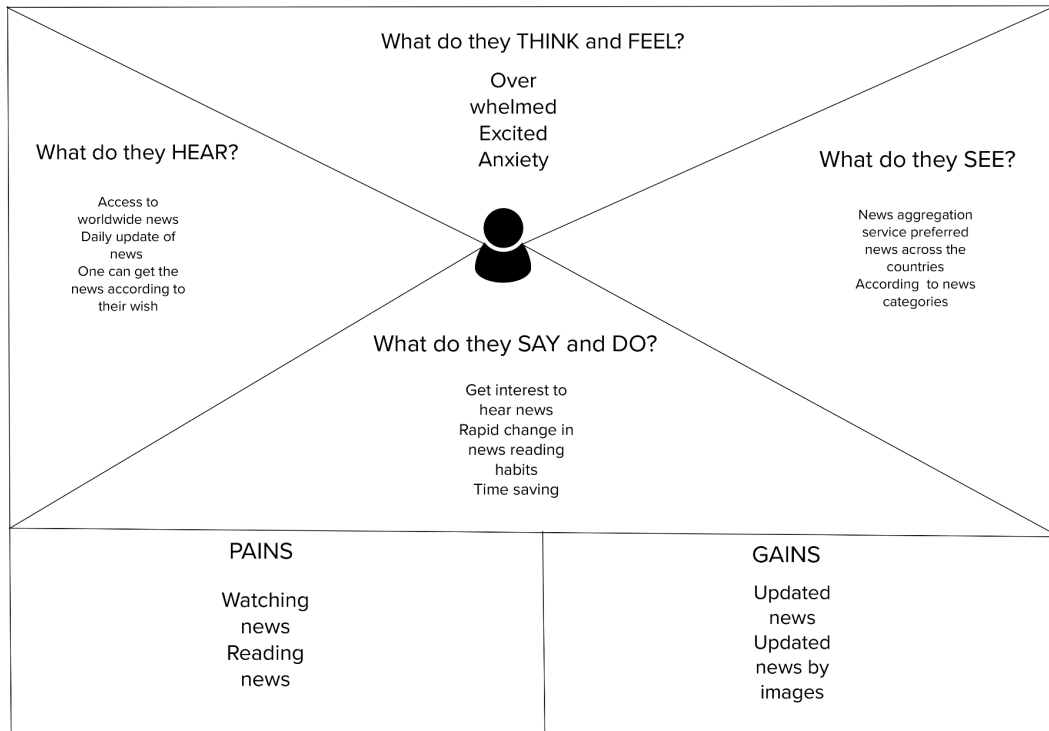 What do they THINK and FEEL?
Over
whelmed
Excited
Anxiety
What do they HEAR?
Access to
worldwide news
Daily update of
news
One can get the
news according to
their wish
What do they SEE?
News aggregation
service preferred
news across the
countries
According  to news
categories
What do they SAY and DO?
Get interest to
hear news
Rapid change in
news reading
habits
Time saving
PAINS
Watching
news
Reading
news
GAINS
Updated
news
Updated
news by
images